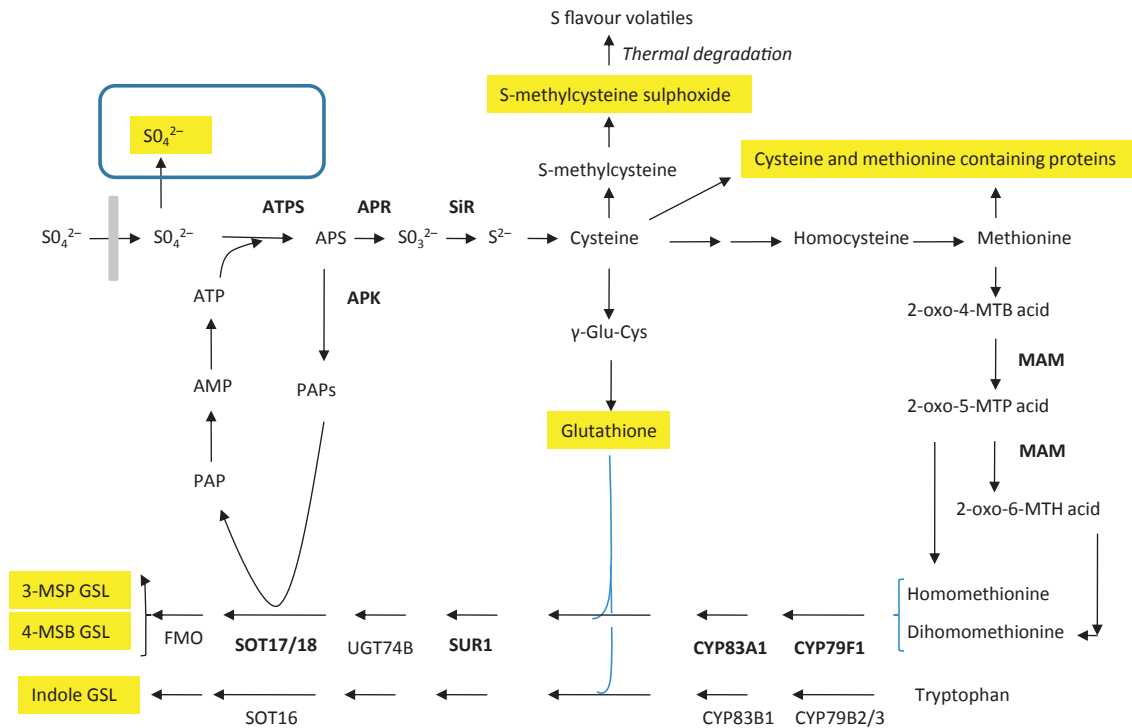 S flavour volatiles
Thermal degradation
S-methylcysteine sulphoxide
S0₄²⁻
S-methylcysteine
Cysteine and methionine containing proteins
ATPS
APR
SiR
S0₄²⁻
S0₄²⁻
APS
S0₃²⁻
S²⁻
Cysteine
Homocysteine
Methionine
ATP
APK
2-oxo-4-MTB acid
γ-Glu-Cys
MAM
AMP
PAPs
2-oxo-5-MTP acid
Glutathione
MAM
PAP
2-oxo-6-MTH acid
3-MSP GSL
Homomethionine
4-MSB GSL
FMO
SOT17/18
UGT74B
SUR1
CYP83A1
CYP79F1
Dihomomethionine
Indole GSL
Tryptophan
SOT16
CYP83B1
CYP79B2/3